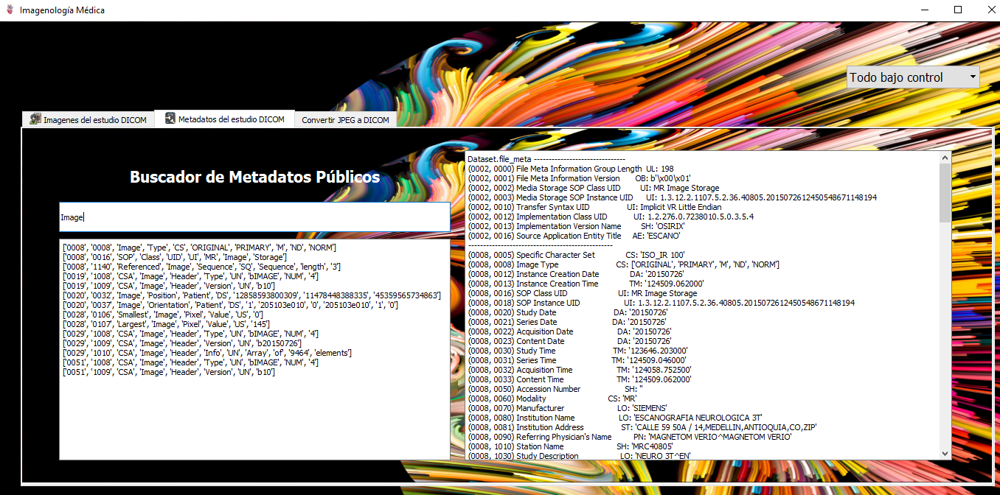 Imagenología Médica
Todo bajo control
Imagenes del estudio DICOM
Metadatos del estudio DICOM
Convertir JPEG a DICOM
Buscador de Metadatos Públicos
Image
['0008', '0008', 'Image', 'Type', 'CS', 'ORIGINAL', 'PRIMARY', 'M', 'ND', 'NORM']
['0008', '0016', 'SOP', 'Class', 'UID', 'UI', 'MR', 'Image', 'Storage']
['0008', '1140', 'Referenced', 'Image', 'Sequence', 'SQ', 'Sequence', 'length', '3']
['0019', '1008', 'CSA', 'Image', 'Header', 'Type', 'UN', 'bIMAGE', 'NUM', '4']
['0019', '1009', 'CSA', 'Image', 'Header', 'Version', 'UN', 'b10']
['0020', '0032', 'Image', 'Position', 'Patient', 'DS', '12858593800309', '11478448388335', '45359565734863']
['0020', '0037', 'Image', 'Orientation', 'Patient', 'DS', '1', '205103e010', '0', '205103e010', '1', '0']
['0028', '0106', 'Smallest', 'Image', 'Pixel', 'Value', 'US', '0']
['0028', '0107', 'Largest', 'Image', 'Pixel', 'Value', 'US', '145']
['0029', '1008', 'CSA', 'Image', 'Header', 'Type', 'UN', 'bIMAGE', 'NUM', '4']
['0029', '1009', 'CSA', 'Image', 'Header', 'Version', 'UN', 'b20150726']
['0029', '1010', 'CSA', 'Image', 'Header', 'Info', 'UN', 'Array', 'of', '9464', 'elements']
['0051', '1008', 'CSA', 'Image', 'Header', 'Type', 'UN', 'bIMAGE', 'NUM', '4']
['0051', '1009', 'CSA', 'Image', 'Header', 'Version', 'UN', 'b10']
Dataset.file_meta -------------------------------
(0002, 0000) File Meta Information Group Length UL: 198
(0002, 0001) File Meta Information Version OB: b'\x00\x01'
(0002, 0002) Media Storage SOP Class UID UI: MR Image Storage
(0002, 0003) Media Storage SOP Instance UID UI: 1.3.12.2.1107.5.2.36.40805.2015072612450548671148194
(0002, 0010) Transfer Syntax UID UI: Implicit VR Little Endian
(0002, 0012) Implementation Class UID UI: 1.2.276.0.7238010.5.0.3.5.4
(0002, 0013) Implementation Version Name SH: 'OSIRIX'
(0002, 0016) Source Application Entity Title AE: 'ESCANO'
-------------------------------------------------
(0008, 0005) Specific Character Set CS: 'ISO_IR 100'
(0008, 0008) Image Type CS: ['ORIGINAL', 'PRIMARY', 'M', 'ND', 'NORM']
(0008, 0012) Instance Creation Date DA: '20150726'
(0008, 0013) Instance Creation Time TM: '124509.062000'
(0008, 0016) SOP Class UID UI: MR Image Storage
(0008, 0018) SOP Instance UID UI: 1.3.12.2.1107.5.2.36.40805.2015072612450548671148194
(0008, 0020) Study Date DA: '20150726'
(0008, 0021) Series Date DA: '20150726'
(0008, 0022) Acquisition Date DA: '20150726'
(0008, 0023) Content Date DA: '20150726'
(0008, 0030) Study Time TM: '123646.203000'
(0008, 0031) Series Time TM: '124509.046000'
(0008, 0032) Acquisition Time TM: '124058.752500'
(0008, 0033) Content Time TM: '124509.062000'
(0008, 0050) Accession Number SH: ''
(0008, 0060) Modality CS: 'MR'
(0008, 0070) Manufacturer LO: 'SIEMENS'
(0008, 0080) Institution Name LO: 'ESCANOGRAFIA NEUROLOGICA 3T'
(0008, 0081) Institution Address ST: 'CALLE 59 50A / 14,MEDELLIN,ANTIOQUIA,CO,ZIP'
(0008, 0090) Referring Physician's Name PN: 'MAGNETOM VERIO^MAGNETOM VERIO'
(0008, 1010) Station Name SH: 'MRC40805'
(0008, 1030) Study Description LO: 'NEURO 3T^EN'